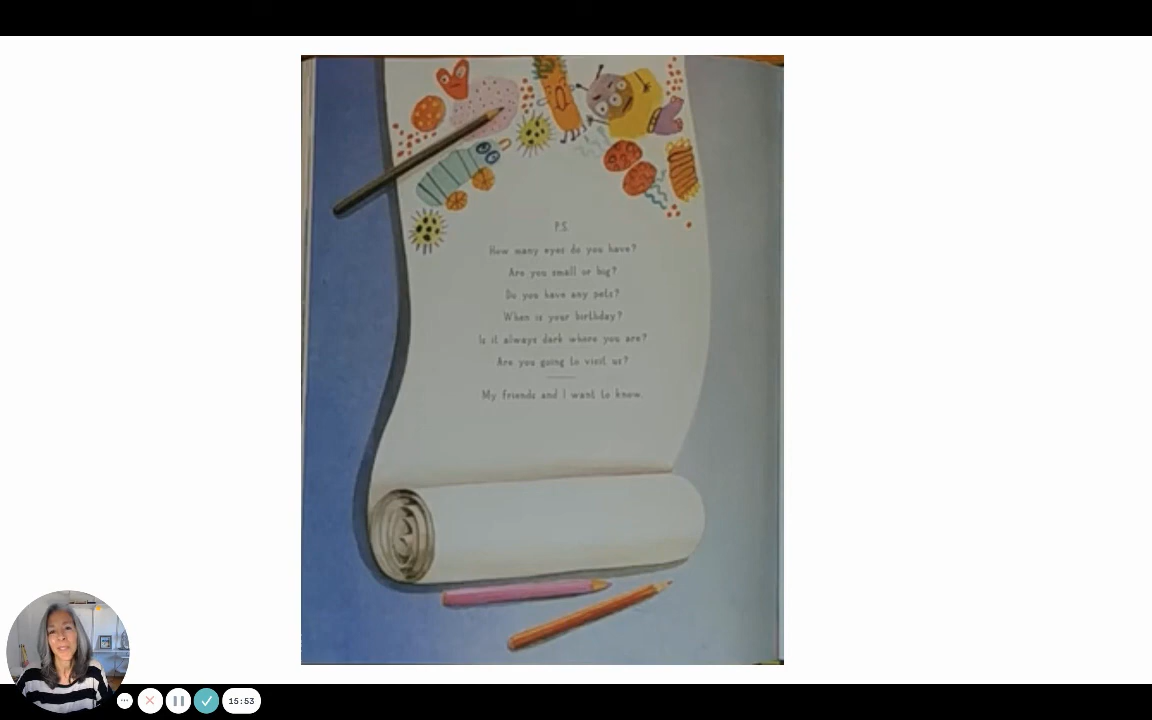 P.S.
How many eyes do you have?
Are you small or big?
Do you have any pets?
When is your birthday?
Is it always dark where you are?
Are you going to visit us?
My friends and I want to know.
15:53